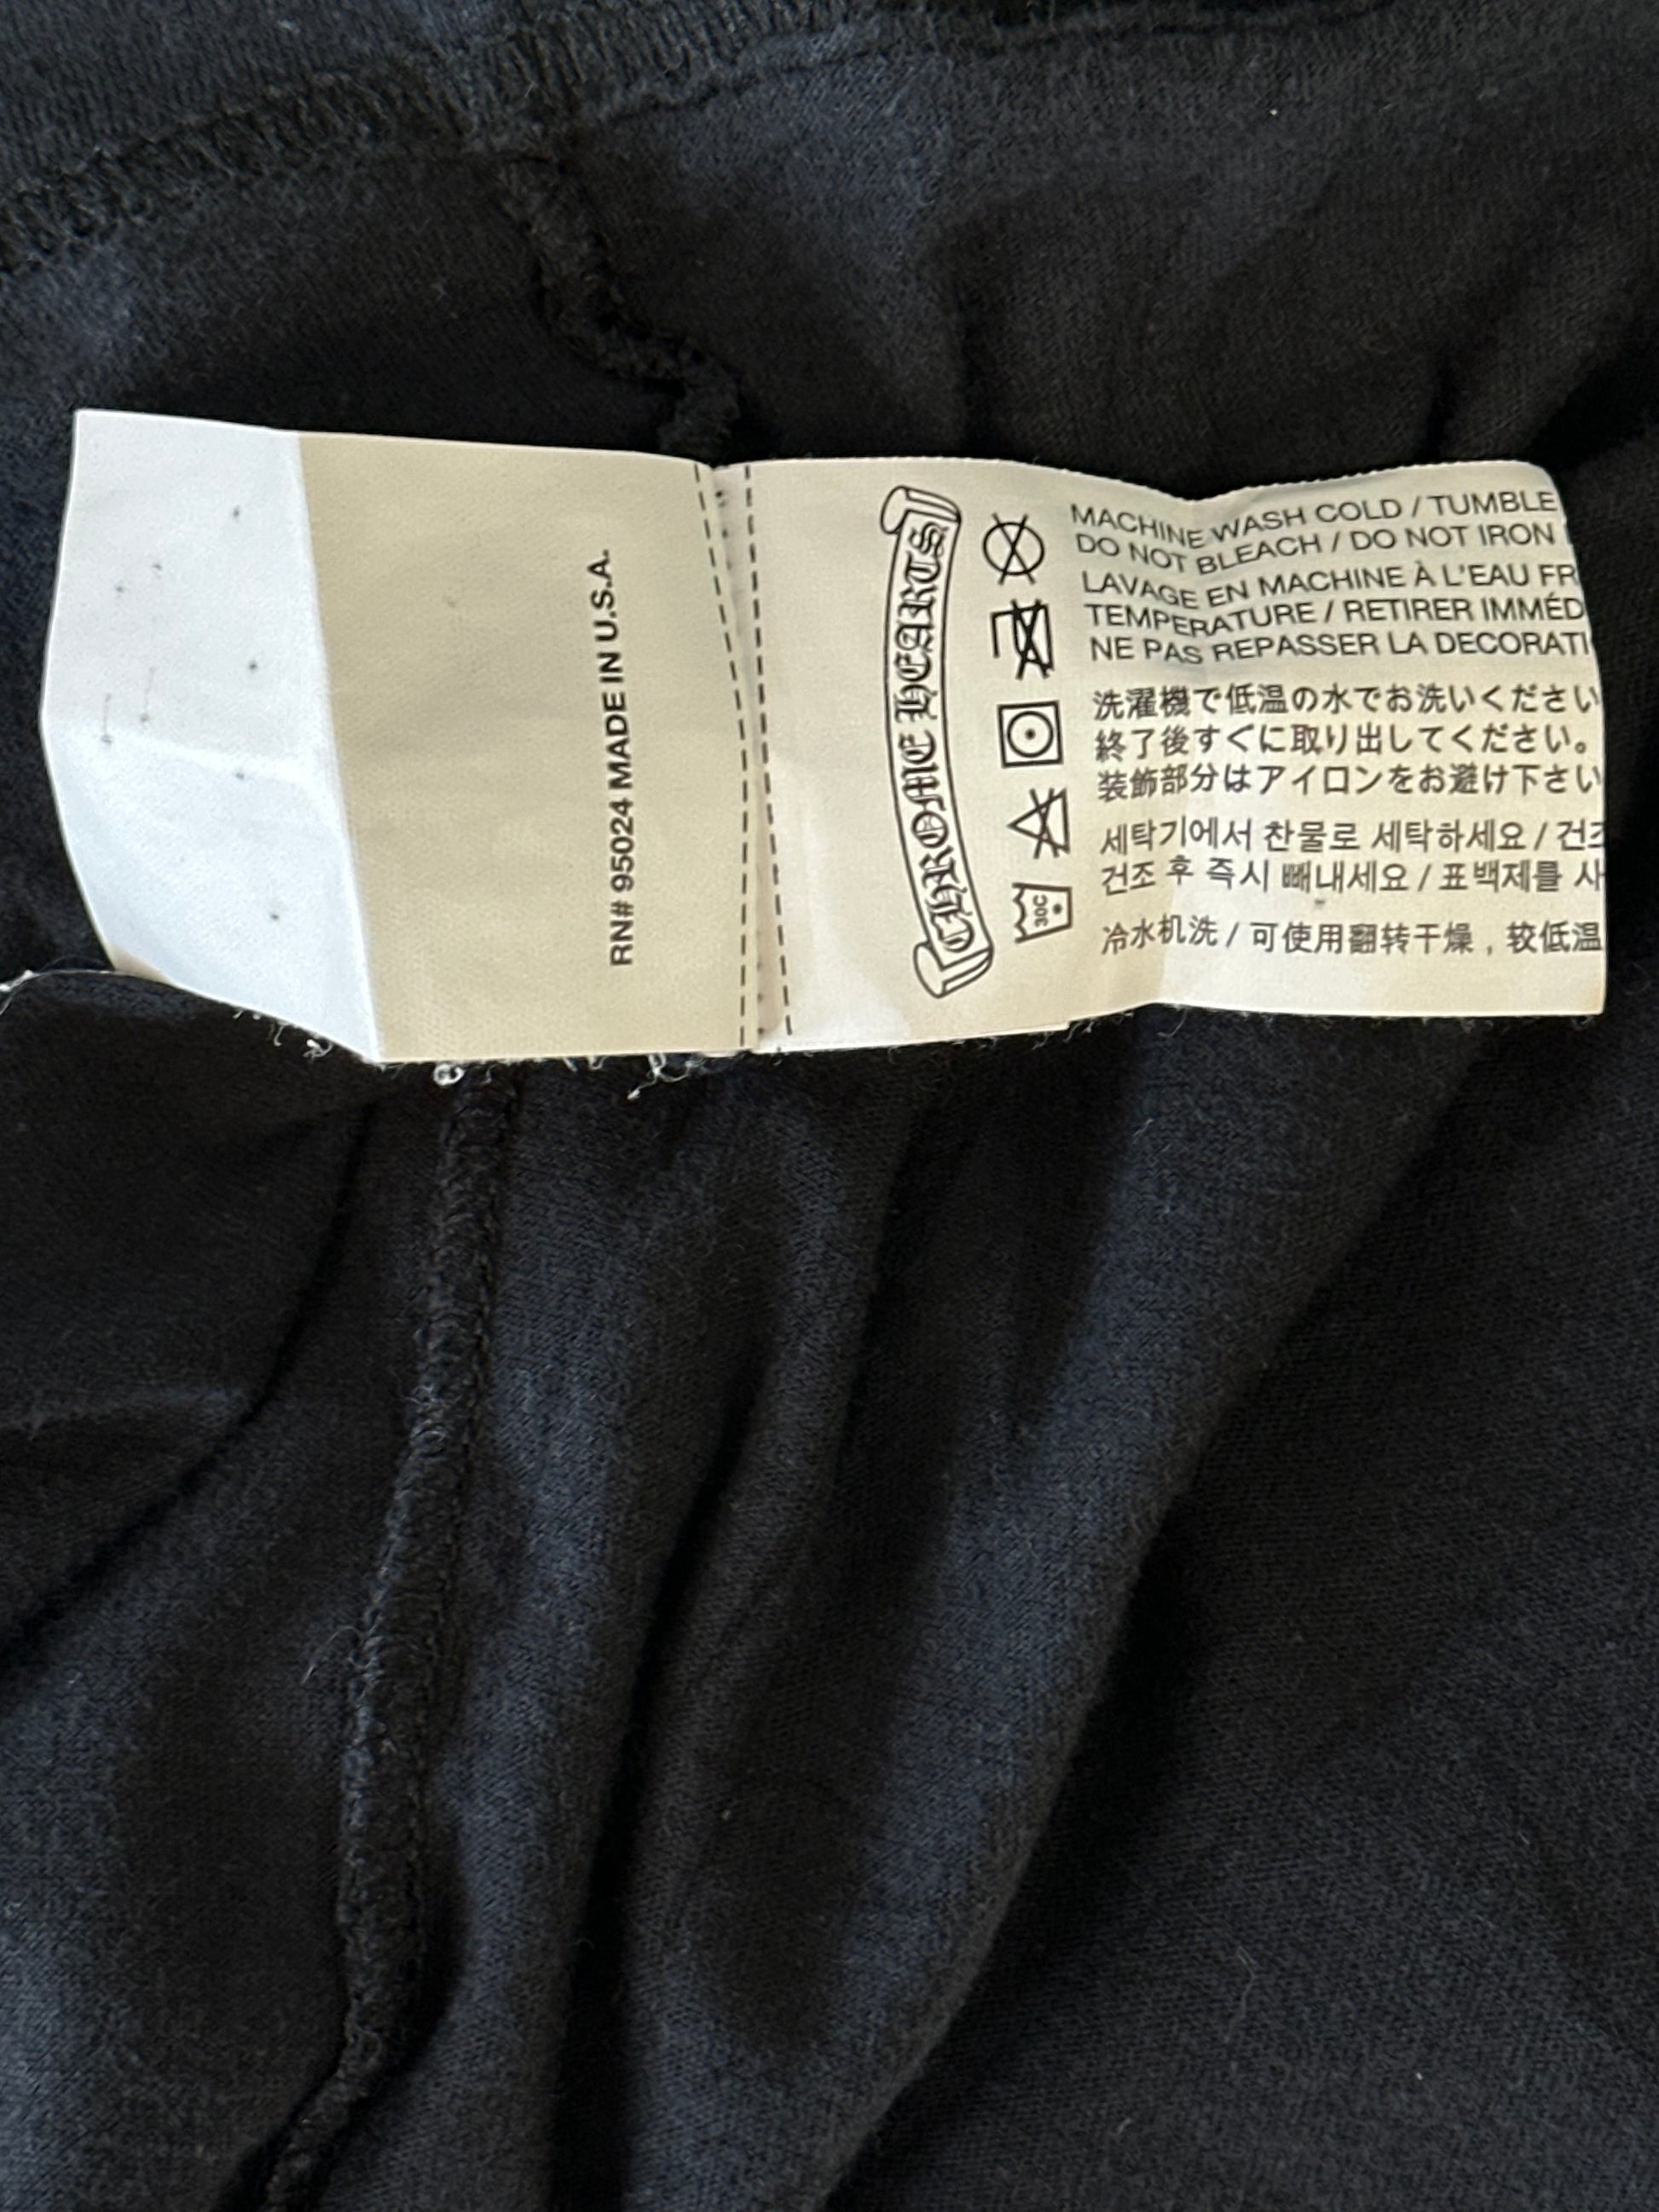 RN# 95024 MADE IN U.S.A.
CHROME HEARTS
30C
MACHINE WASH COLD / TUMBLE
DO NOT BLEACH / DO NOT IRON
LAVAGE EN MACHINE À L'EAU FR
TEMPERATURE / RETIRER IMMÉD
NE PAS REPASSER LA DECORATI
洗濯機で低温の水でお洗いください
終了後すぐに取り出してください。
装飾部分はアイロンをお避け下さい
세탁기에서 찬물로 세탁하세요 / 건조
건조 후 즉시 빼내세요 / 표백제를 사
冷水机洗 / 可使用翻转干燥，较低温